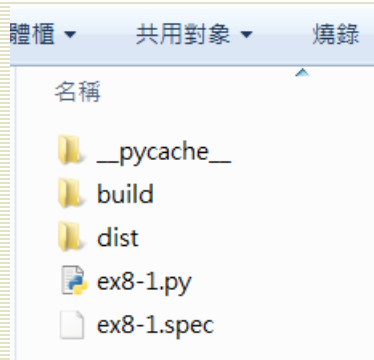 體櫃 ▾ 共用對象 ▾ 燒錄
名稱
__pycache__
build
dist
ex8-1.py
ex8-1.spec